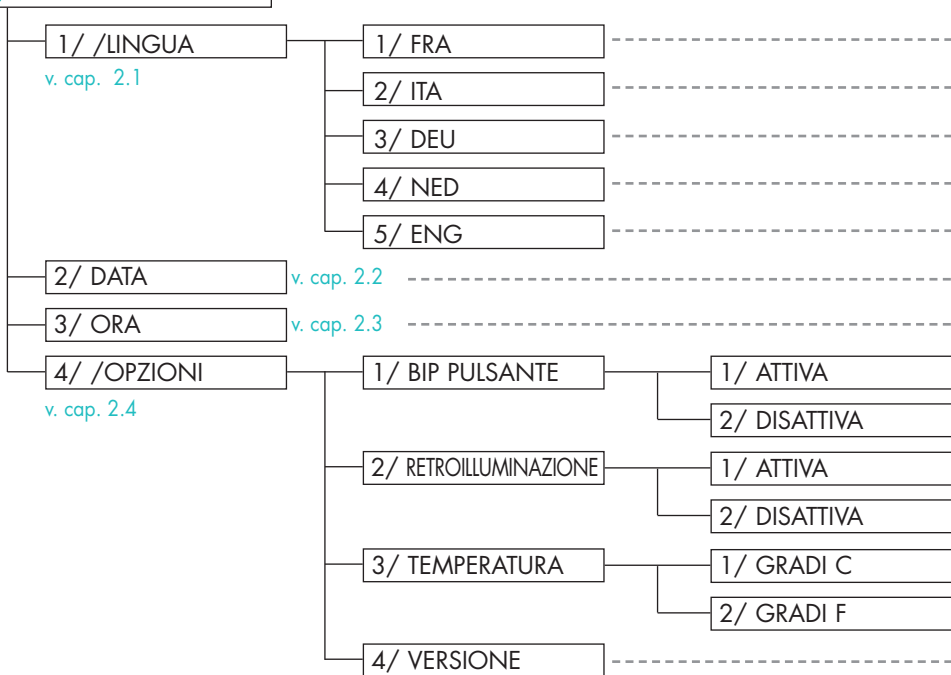 1/ /LINGUA
v. cap. 2.1
1/ FRA
2/ ITA
3/ DEU
4/ NED
5/ ENG
2/ DATA
v. cap. 2.2
3/ ORA
v. cap. 2.3
4/ /OPZIONI
v. cap. 2.4
1/ BIP PULSANTE
1/ ATTIVA
2/ DISATTIVA
2/ RETROILLUMINAZIONE
1/ ATTIVA
2/ DISATTIVA
3/ TEMPERATURA
1/ GRADI C
2/ GRADI F
4/ VERSIONE